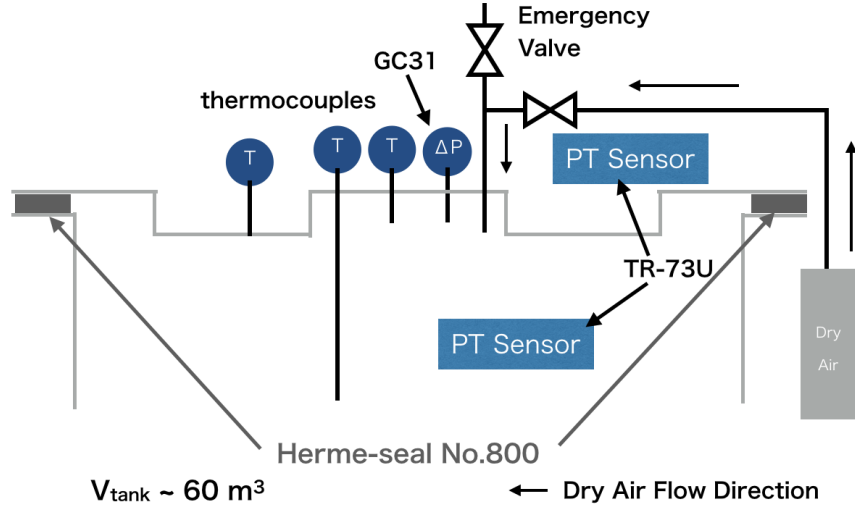 Emergency
Valve
GC31
thermocouples
T
T
T
ΔP
PT Sensor
TR-73U
PT Sensor
Dry
Air
Herme-seal No.800
Vtank ~ 60 m³
Dry Air Flow Direction